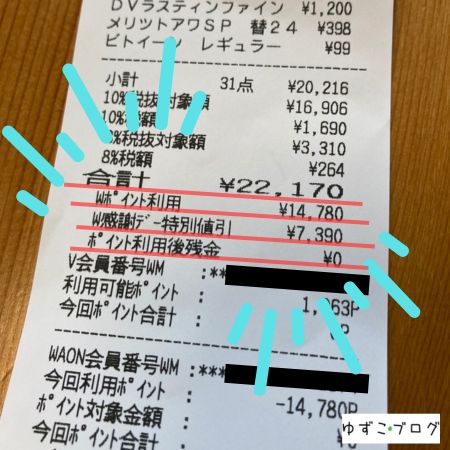 DVラスティンファイン ¥1,200
メリットアワSP 替24 ¥398
ビトイーン レギュラー ¥99
小計 31点 ¥20,216
10%税抜対象額 ¥16,906
10%税額 ¥1,690
税抜対象額 ¥3,310
8%税額 ¥264
合計 ¥22,170
Wポイント利用 ¥14,780
W感謝デー特別値引 ¥7,390
ポイント利用後残金 ¥0
V会員番号WM :**
利用可能ポイント : 1,063P
今回ポイント合計 : 0P
WAON会員番号WM :***
今回利用ポイント : -14,780P
ポイント対象金額 :
今回ポイント合計 :
ゆずこ・ブログ